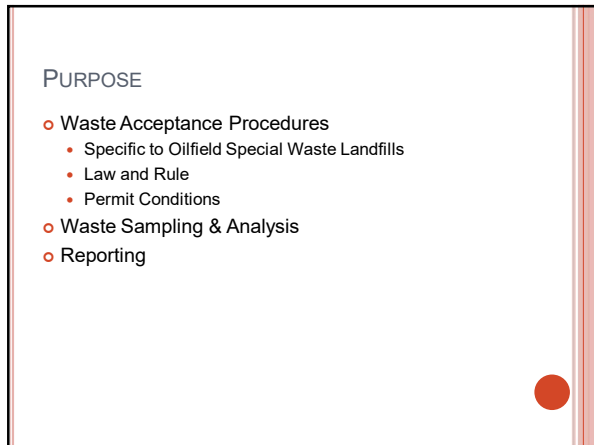 PURPOSE
Waste Acceptance Procedures
Specific to Oilfield Special Waste Landfills
Law and Rule
Permit Conditions
Waste Sampling & Analysis
Reporting